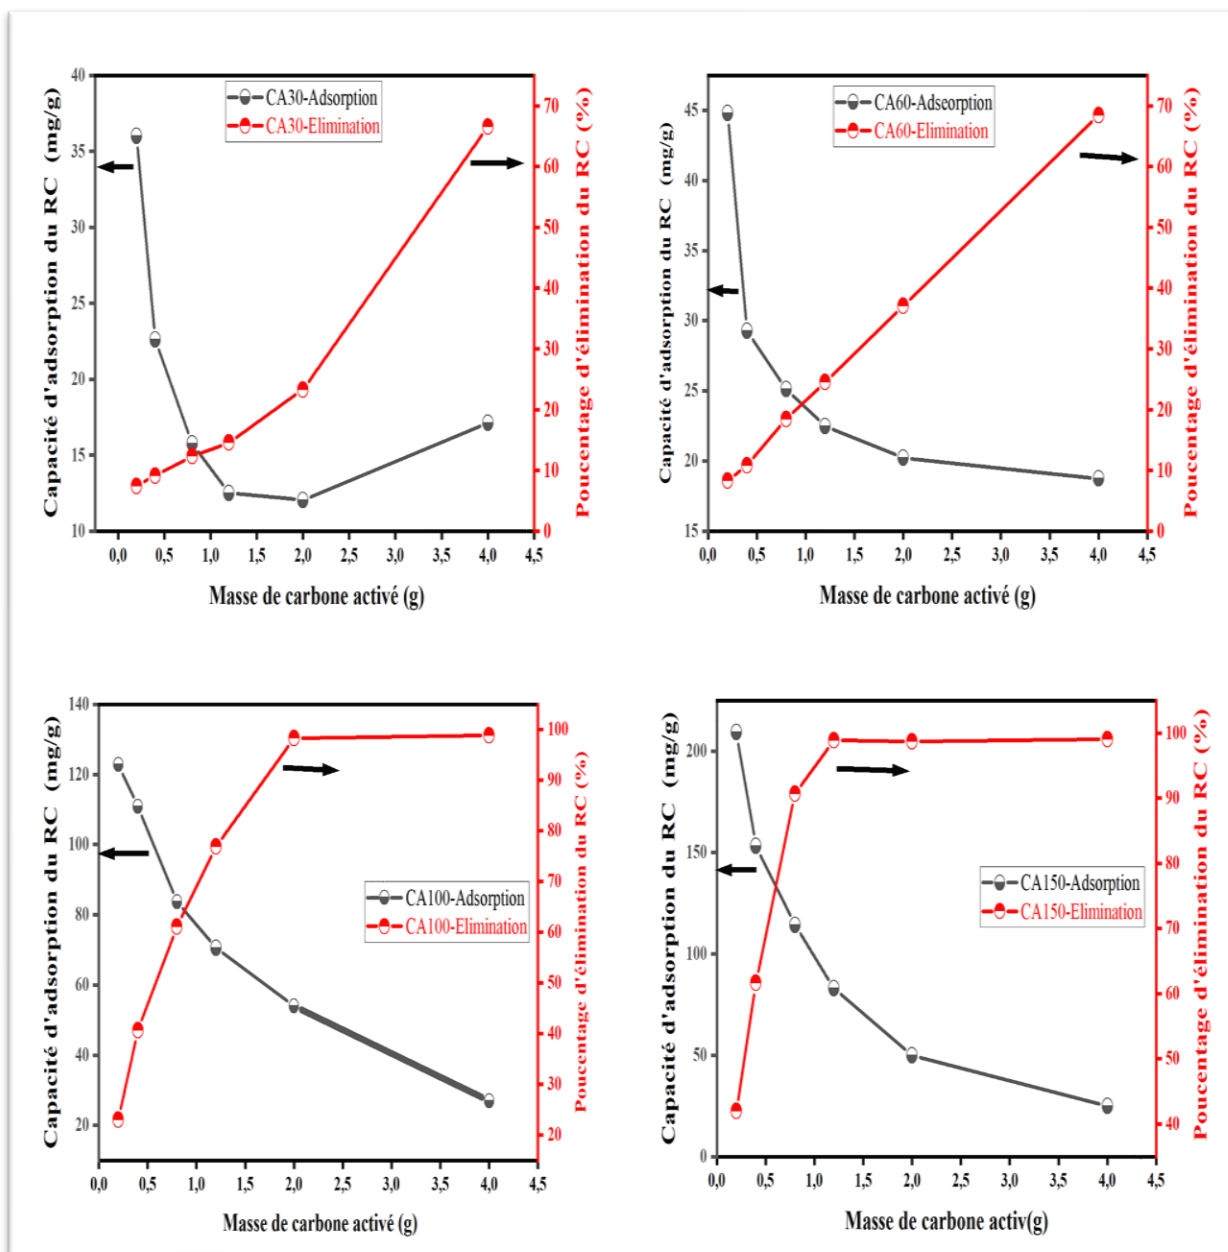 CA30-Adsorption
CA30-Elimination
Capacité d'adsorption du RC (mg/g)
40
35
30
25
20
15
10
Poucentage d'élimination du RC (%)
70
60
50
40
30
20
10
0
0,0 0,5 1,0 1,5 2,0 2,5 3,0 3,5 4,0 4,5
Masse de carbone activé (g)
CA60-Adseorption
CA60-Elimination
Capacité d'adsorption du RC (mg/g)
45
40
35
30
25
20
15
Poucentage d'élimination du RC (%)
70
60
50
40
30
20
10
0
0,0 0,5 1,0 1,5 2,0 2,5 3,0 3,5 4,0 4,5
Masse de carbone activé (g)
CA100-Adsorption
CA100-Elimination
Capacité d'adsorption du RC (mg/g)
140
120
100
80
60
40
20
Poucentage d'élimination du RC (%)
100
90
80
70
60
50
40
30
20
0,0 0,5 1,0 1,5 2,0 2,5 3,0 3,5 4,0 4,5
Masse de carbone activé (g)
CA150-Adsorption
CA150-Elimination
Capacité d'adsorption du RC (mg/g)
200
150
100
50
0
Poucentage d'élimination du RC (%)
100
90
80
70
60
50
40
0,0 0,5 1,0 1,5 2,0 2,5 3,0 3,5 4,0 4,5
Masse de carbone activ(g)